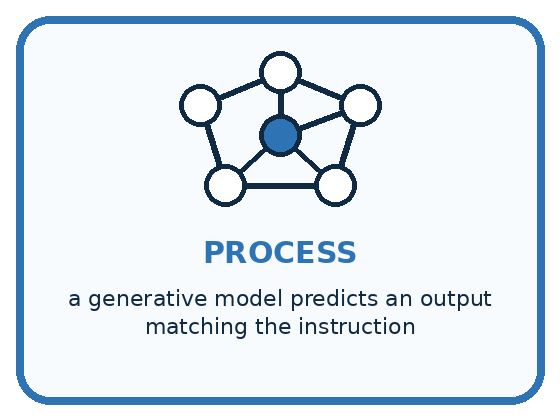 PROCESS
a generative model predicts an output
matching the instruction